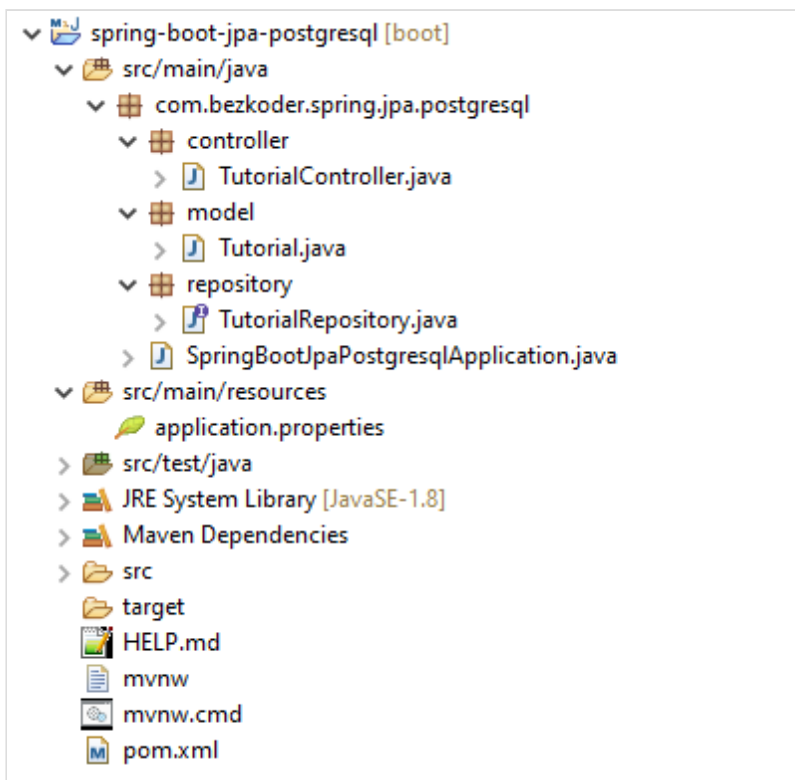 spring-boot-jpa-postgresql [boot]
src/main/java
com.bezkoder.spring.jpa.postgresql
controller
TutorialController.java
model
Tutorial.java
repository
TutorialRepository.java
SpringBootJpaPostgresqlApplication.java
src/main/resources
application.properties
src/test/java
JRE System Library [JavaSE-1.8]
Maven Dependencies
src
target
HELP.md
mvnw
mvnw.cmd
pom.xml